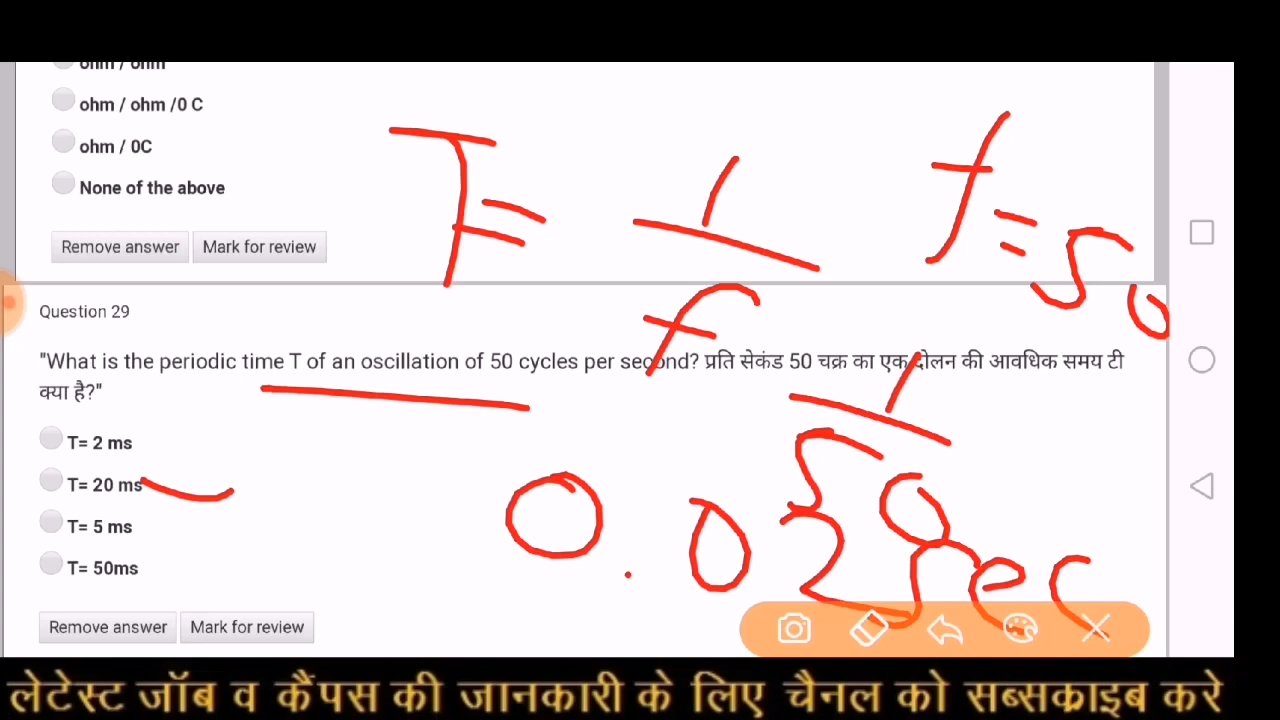 ohm / ohm
ohm / ohm /0 C
ohm / 0C
None of the above
Remove answer Mark for review
T= 1/f f=50
Question 29
"What is the periodic time T of an oscillation of 50 cycles per second? प्रति सेकंड 50 चक्र का एक दोलन की आवधिक समय टी
क्या है?"
1/50
T= 2 ms
T= 20 ms
T= 5 ms
T= 50ms
0.02 Sec
Remove answer Mark for review
लेटेस्ट जॉब व कैंपस की जानकारी के लिए चैनल को सब्सक्राइब करे